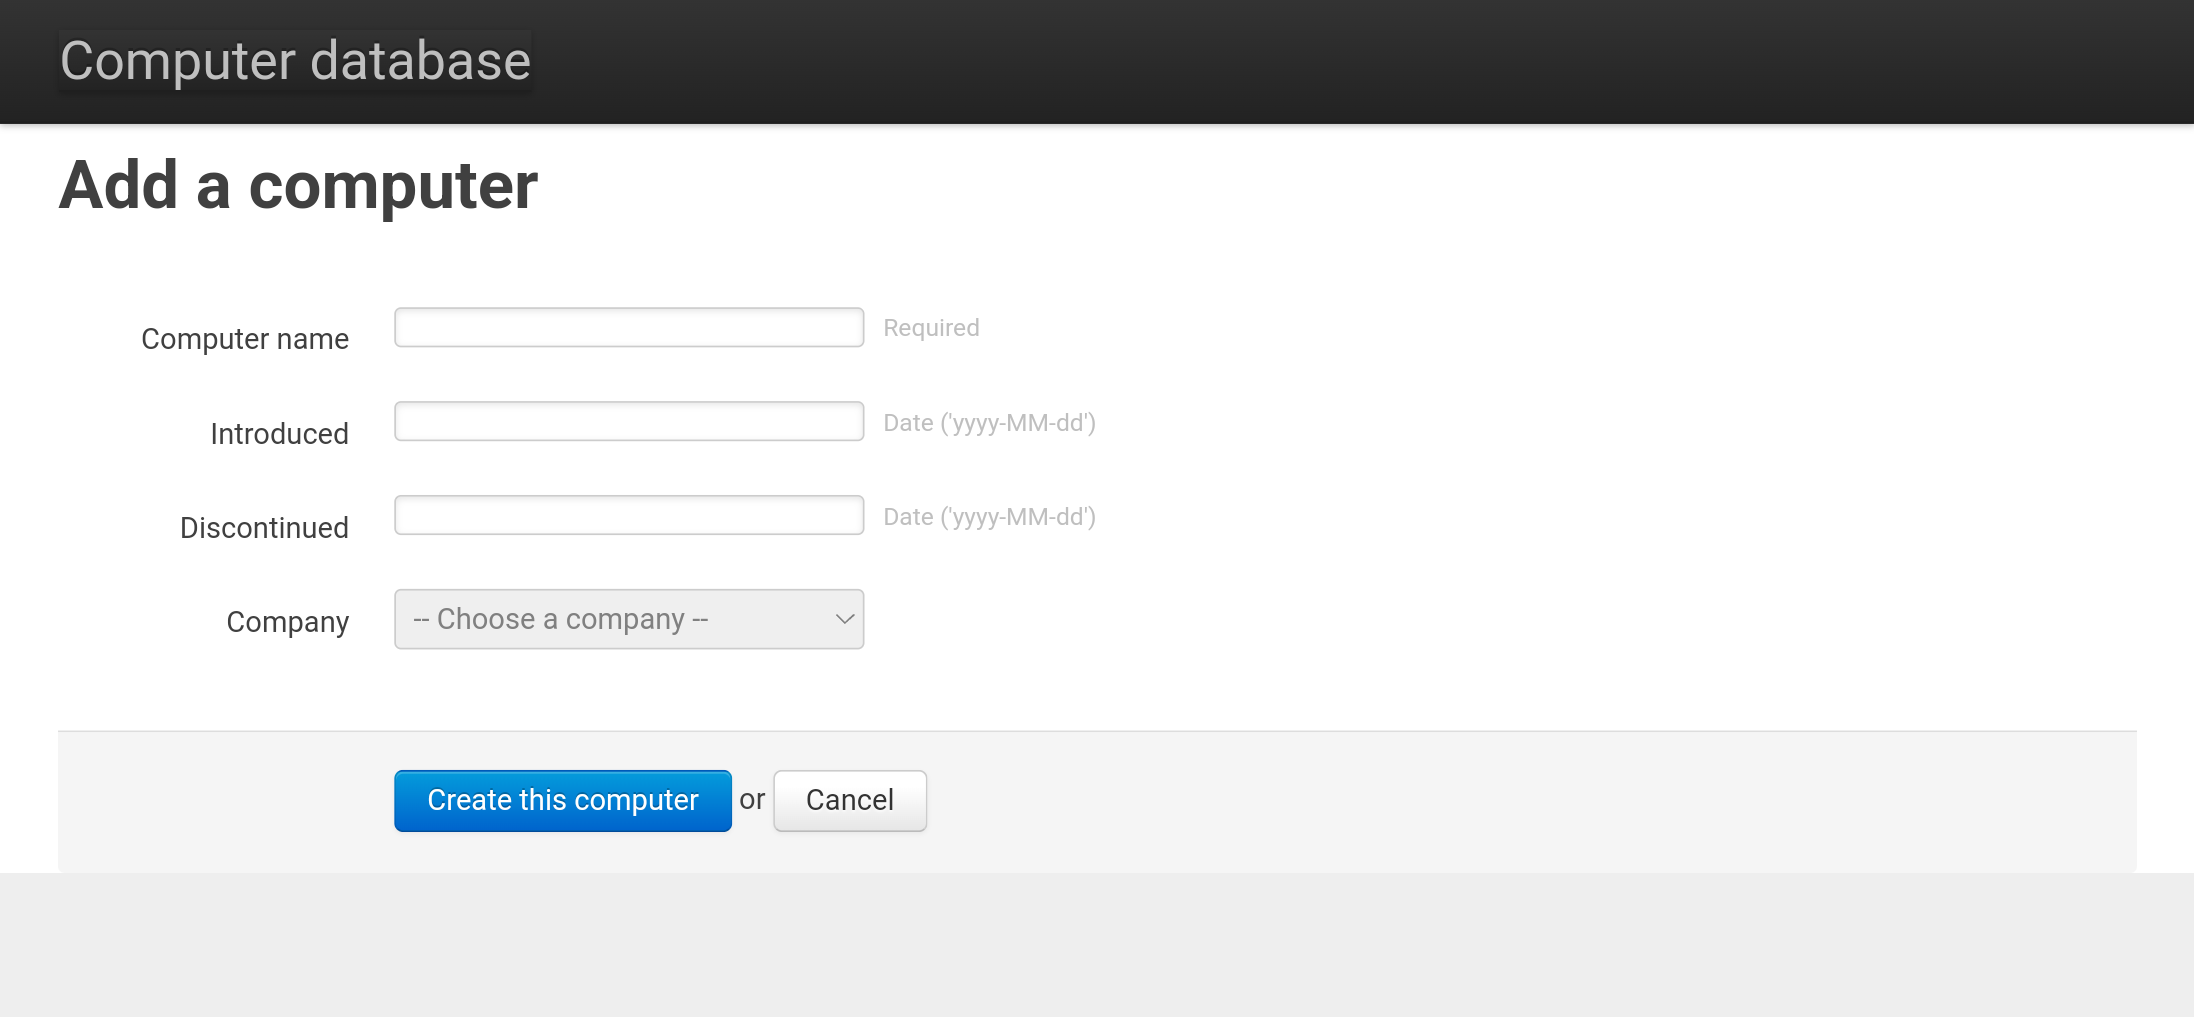 Computer database
Add a computer
Computer name Required
Introduced Date ('yyyy-MM-dd')
Discontinued Date ('yyyy-MM-dd')
Company -- Choose a company --
Create this computer or Cancel